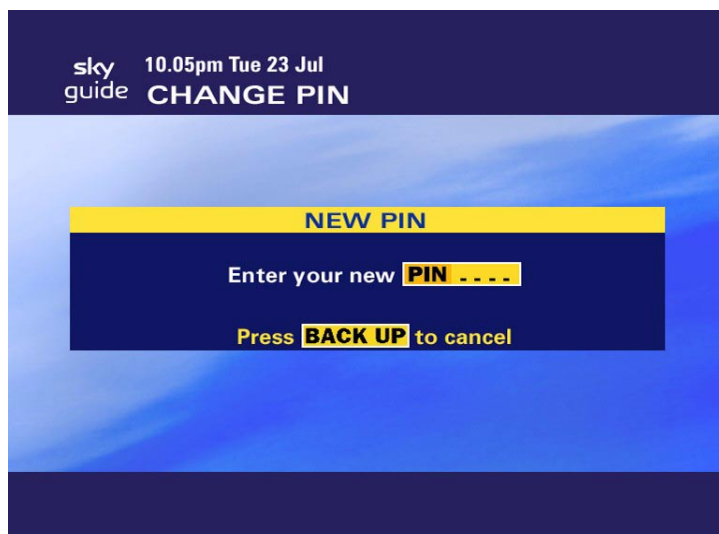 sky 10.05pm Tue 23 Jul
guide CHANGE PIN
NEW PIN
Enter your new PIN ....
Press BACK UP to cancel